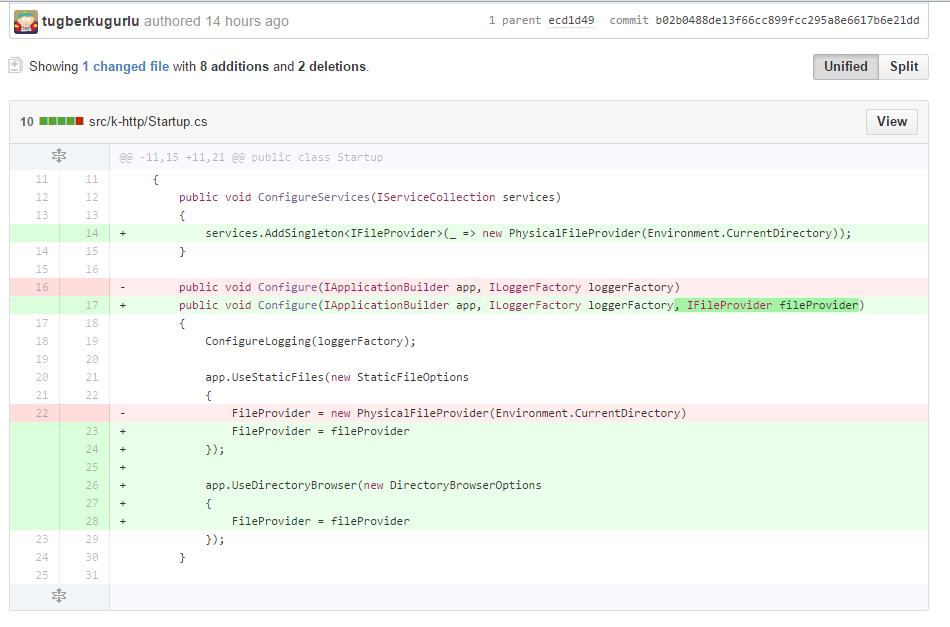 tugberkugurlu authored 14 hours ago 1 parent ecd1d49 commit b02b0488de13f66cc899fcc295a8e6617b6e21dd
Showing 1 changed file with 8 additions and 2 deletions. Unified Split
10 src/k-http/Startup.cs View
@@ -11,15 +11,21 @@ public class Startup
11 11 {
12 12 public void ConfigureServices(IServiceCollection services)
13 13 {
14 + services.AddSingleton<IFileProvider>(_ => new PhysicalFileProvider(Environment.CurrentDirectory));
14 15 }
15 16
16 - public void Configure(IApplicationBuilder app, ILoggerFactory loggerFactory)
17 + public void Configure(IApplicationBuilder app, ILoggerFactory loggerFactory, IFileProvider fileProvider)
17 18 {
18 19 ConfigureLogging(loggerFactory);
19 20
20 21 app.UseStaticFiles(new StaticFileOptions
21 22 {
22 - FileProvider = new PhysicalFileProvider(Environment.CurrentDirectory)
23 + FileProvider = fileProvider
24 + });
25 +
26 + app.UseDirectoryBrowser(new DirectoryBrowserOptions
27 + {
28 + FileProvider = fileProvider
23 29 });
24 30 }
25 31